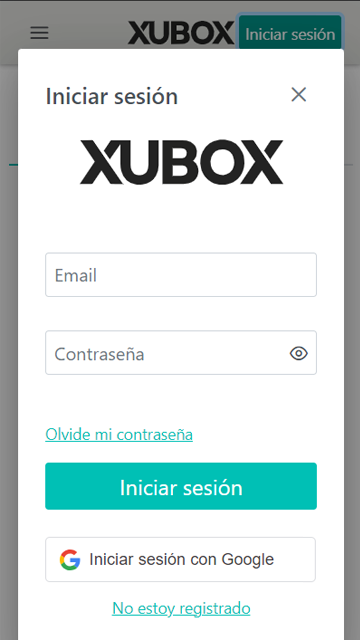 XUBOX
Iniciar sesión
Iniciar sesión
XUBOX
Email
Contraseña
Olvide mi contraseña
Iniciar sesión
Iniciar sesión con Google
No estoy registrado